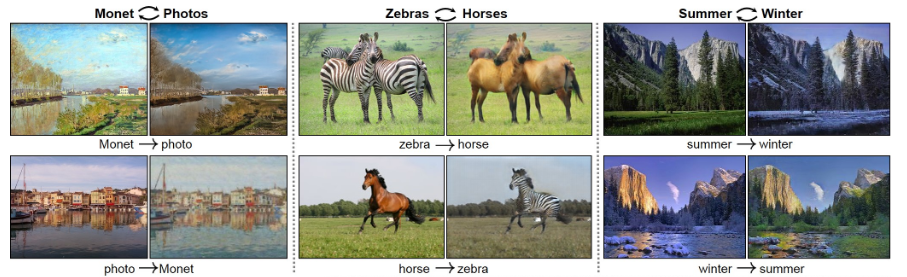 Monet Photos
Zebras Horses
Summer Winter
Monet → photo
zebra → horse
summer → winter
photo → Monet
horse → zebra
winter → summer